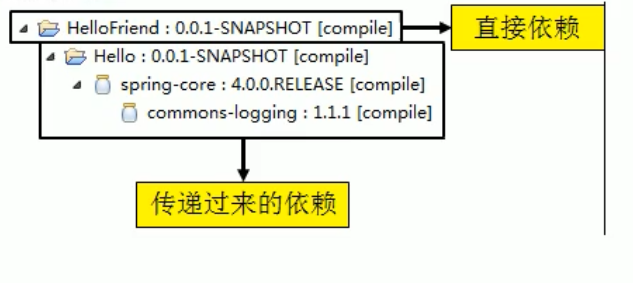 HelloFriend : 0.0.1-SNAPSHOT [compile]
直接依赖
Hello : 0.0.1-SNAPSHOT [compile]
spring-core : 4.0.0.RELEASE [compile]
commons-logging : 1.1.1 [compile]
传递过来的依赖